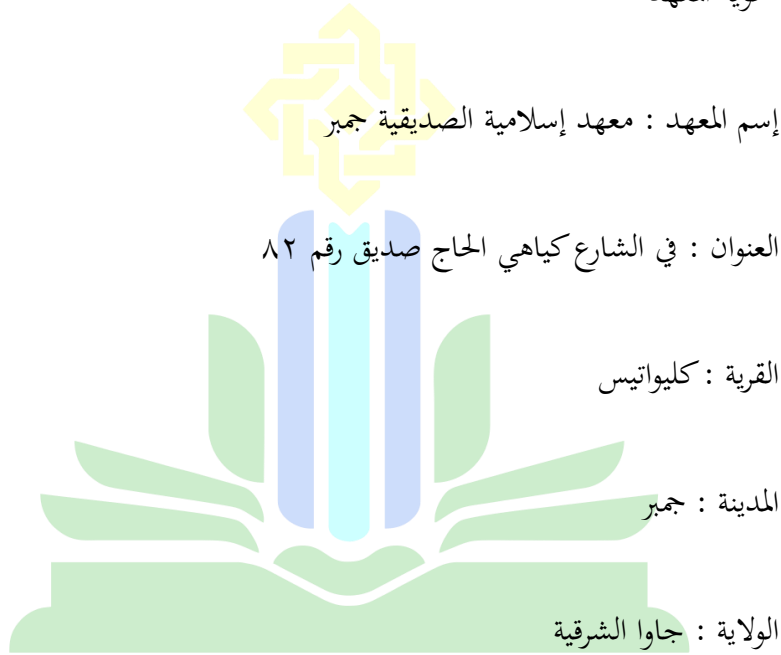 إسم المعهد : معهد إسلامية الصديقية جمبر
العنوان : في الشارع كياهي الحاج صديق رقم ٨٢
القرية : كليواتيس
المدينة : جمبر
الولاية : جاوا الشرقية